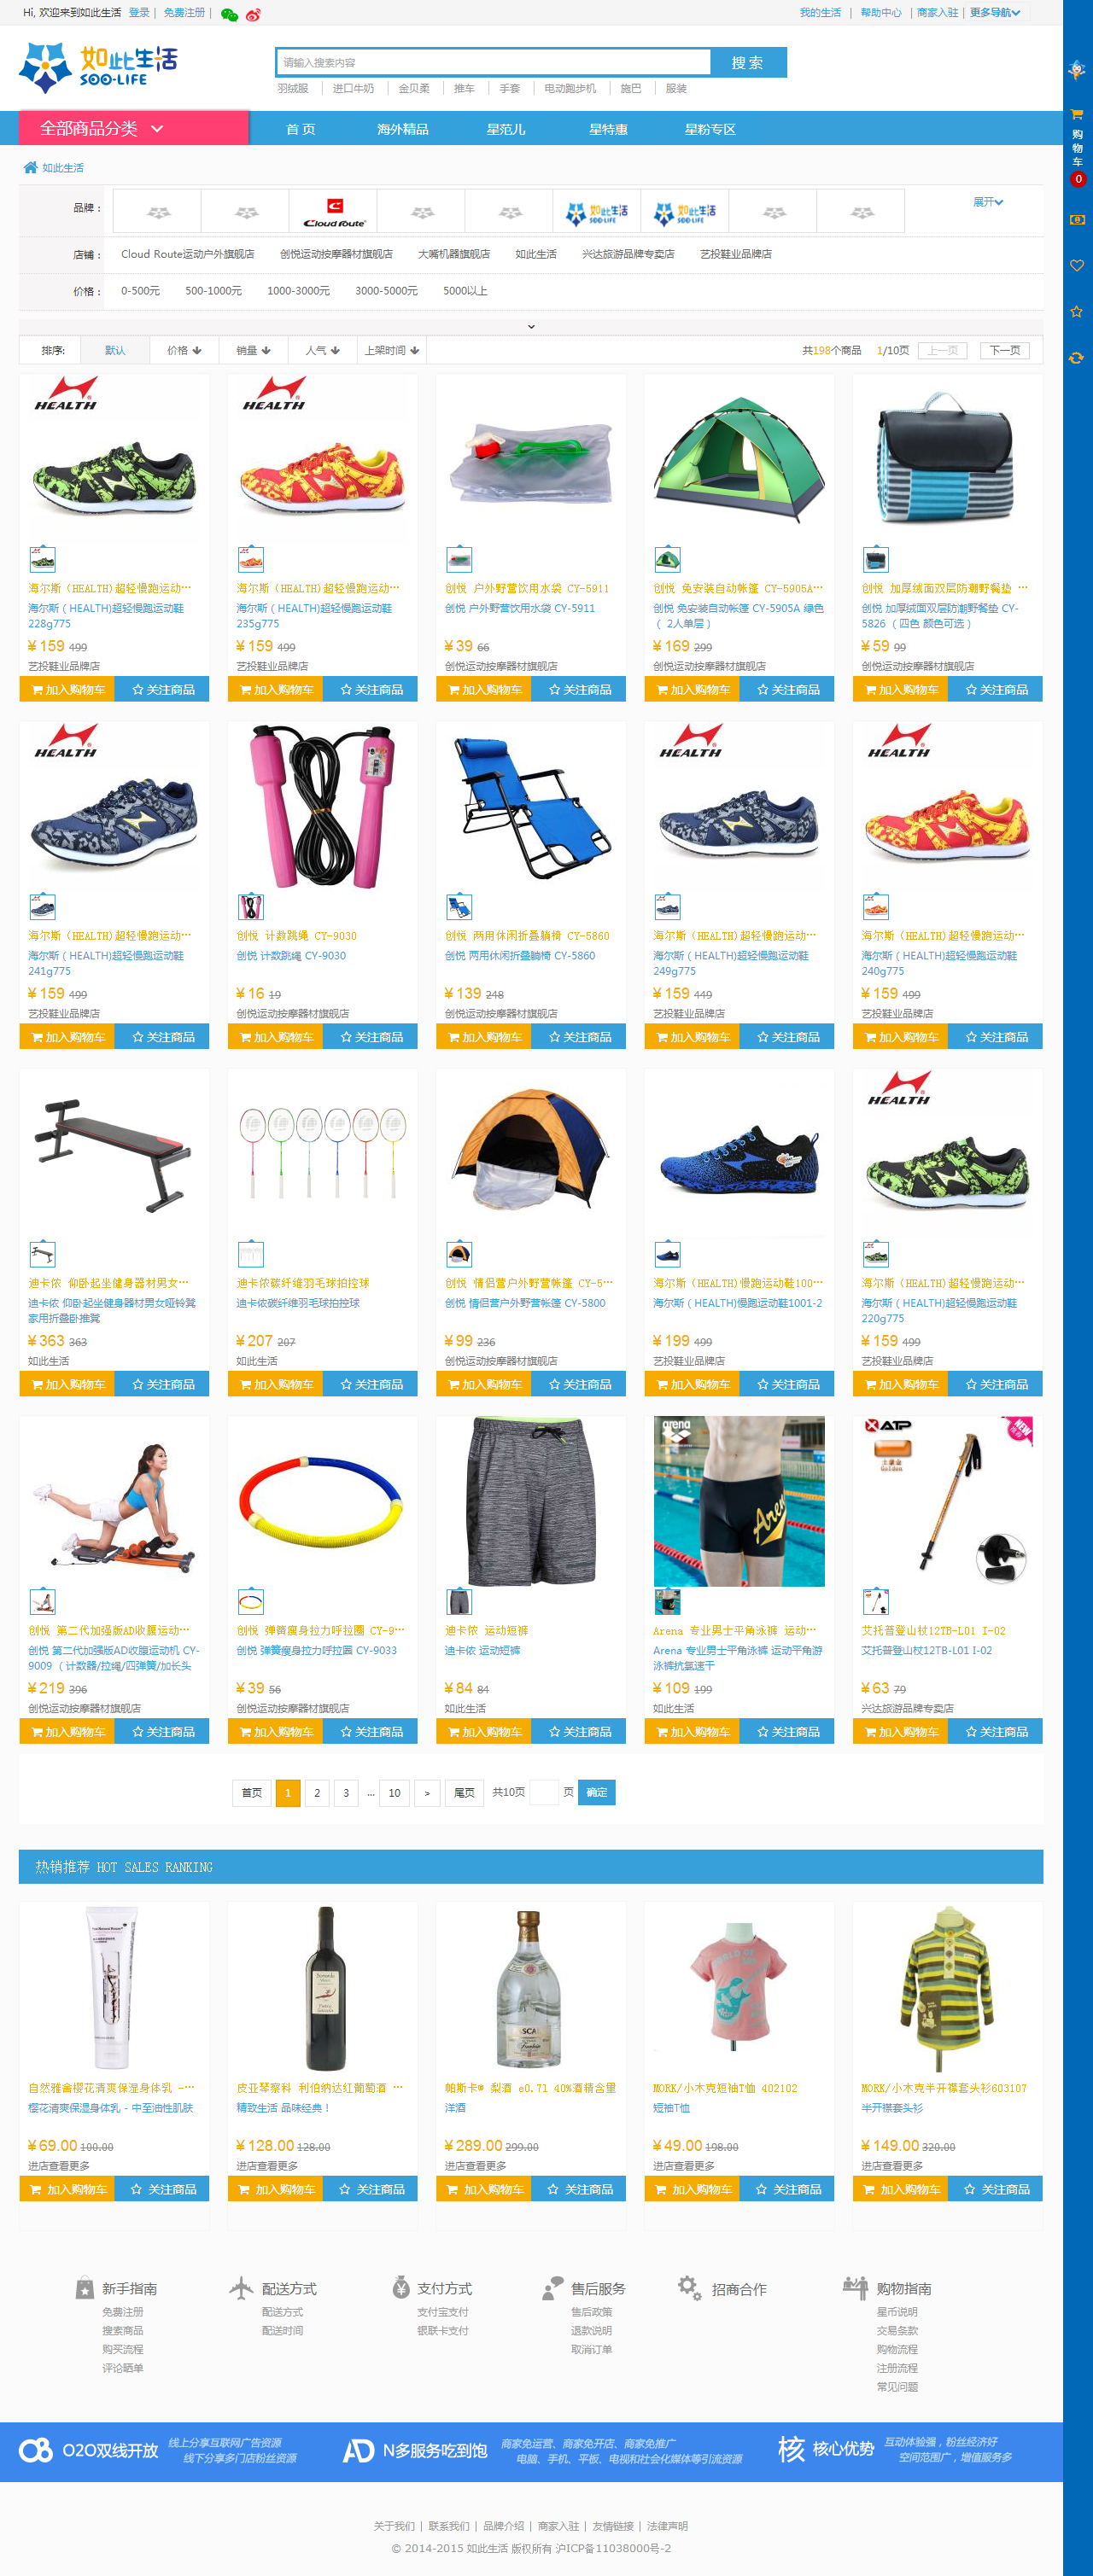 Hi, 欢迎来到如此生活 登录 | 免费注册 |
我的生活 | 帮助中心 | 商家入驻 | 更多导航
如此生活
SOO-LIFE
请输入搜索内容
搜 索
羽绒服 进口牛奶 金贝柔 推车 手套 电动跑步机 施巴 服装
全部商品分类
首 页 海外精品 星范儿 星特惠 星粉专区
购物车
0
如此生活
品牌：
Cloud Route
如此生活
SOO-LIFE
如此生活
SOO-LIFE
展开
店铺： Cloud Route运动户外旗舰店 创悦运动按摩器材旗舰店 大嘴机器旗舰店 如此生活 兴达旅游品牌专卖店 艺投鞋业品牌店
价格： 0-500元 500-1000元 1000-3000元 3000-5000元 5000以上
排序: 默认 价格 销量 人气 上架时间 共198个商品 1/10页 上一页 下一页
HEALTH HEALTH
海尔斯（HEALTH)超轻慢跑运动…
海尔斯（HEALTH)超轻慢跑运动鞋
228g775
¥159 499
艺投鞋业品牌店
加入购物车 关注商品
海尔斯（HEALTH)超轻慢跑运动…
海尔斯（HEALTH)超轻慢跑运动鞋
235g775
¥159 499
艺投鞋业品牌店
加入购物车 关注商品
创悦 户外野营饮用水袋 CY-5911
创悦 户外野营饮用水袋 CY-5911
¥39 66
创悦运动按摩器材旗舰店
加入购物车 关注商品
创悦 免安装自动帐篷 CY-5905A…
创悦 免安装自动帐篷 CY-5905A 绿色
（ 2人单层）
¥169 299
创悦运动按摩器材旗舰店
加入购物车 关注商品
创悦 加厚绒面双层防潮野餐垫 …
创悦 加厚绒面双层防潮野餐垫 CY-
5826 （四色 颜色可选）
¥59 99
创悦运动按摩器材旗舰店
加入购物车 关注商品
HEALTH HEALTH HEALTH
海尔斯（HEALTH)超轻慢跑运动…
海尔斯（HEALTH)超轻慢跑运动鞋
241g775
¥159 499
艺投鞋业品牌店
加入购物车 关注商品
创悦 计数跳绳 CY-9030
创悦 计数跳绳 CY-9030
¥16 19
创悦运动按摩器材旗舰店
加入购物车 关注商品
创悦 两用休闲折叠躺椅 CY-5860
创悦 两用休闲折叠躺椅 CY-5860
¥139 248
创悦运动按摩器材旗舰店
加入购物车 关注商品
海尔斯（HEALTH)超轻慢跑运动…
海尔斯（HEALTH)超轻慢跑运动鞋
249g775
¥159 449
艺投鞋业品牌店
加入购物车 关注商品
海尔斯（HEALTH)超轻慢跑运动…
海尔斯（HEALTH)超轻慢跑运动鞋
240g775
¥159 499
艺投鞋业品牌店
加入购物车 关注商品
HEALTH
迪卡侬 仰卧起坐健身器材男女…
迪卡侬 仰卧起坐健身器材男女哑铃凳
家用折叠卧推凳
¥363 363
如此生活
加入购物车 关注商品
迪卡侬碳纤维羽毛球拍控球
迪卡侬碳纤维羽毛球拍控球
¥207 207
如此生活
加入购物车 关注商品
创悦 情侣营户外野营帐篷 CY-5…
创悦 情侣营户外野营帐篷 CY-5800
¥99 236
创悦运动按摩器材旗舰店
加入购物车 关注商品
海尔斯（HEALTH)慢跑运动鞋100…
海尔斯（HEALTH)慢跑运动鞋1001-2
¥199 499
艺投鞋业品牌店
加入购物车 关注商品
海尔斯（HEALTH)超轻慢跑运动…
海尔斯（HEALTH)超轻慢跑运动鞋
220g775
¥159 499
艺投鞋业品牌店
加入购物车 关注商品
arena
Arena
ATP
土豪金
Golden
NEW
创悦 第二代加强版AD收腹运动…
创悦 第二代加强版AD收腹运动机 CY-
9009 （计数器/拉绳/四弹簧/加长头
¥219 396
创悦运动按摩器材旗舰店
加入购物车 关注商品
创悦 弹簧瘦身拉力呼拉圈 CY-9…
创悦 弹簧瘦身拉力呼拉圈 CY-9033
¥39 56
创悦运动按摩器材旗舰店
加入购物车 关注商品
迪卡侬 运动短裤
迪卡侬 运动短裤
¥84 84
如此生活
加入购物车 关注商品
Arena 专业男士平角泳裤 运动…
Arena 专业男士平角泳裤 运动平角游
泳裤抗氯速干
¥109 199
如此生活
加入购物车 关注商品
艾托普登山杖12TB-L01 I-02
艾托普登山杖12TB-L01 I-02
¥63 79
兴达旅游品牌专卖店
加入购物车 关注商品
首页 1 2 3 ... 10 > 尾页 共10页 页 确定
热销推荐 HOT SALES RANKING
自然雅舍樱花清爽保湿身体乳 -…
樱花清爽保湿身体乳 - 中至油性肌肤
¥69.00 100.00
进店查看更多
加入购物车 关注商品
皮亚琴察料 利伯纳达红葡萄酒 …
精致生活 品味经典！
¥128.00 128.00
进店查看更多
加入购物车 关注商品
帕斯卡® 梨酒 e0.7l 40%酒精含量
洋酒
¥289.00 299.00
进店查看更多
加入购物车 关注商品
MORK/小木克短袖T恤 402102
短袖T恤
¥49.00 198.00
进店查看更多
加入购物车 关注商品
MORK/小木克半开襟套头衫603107
半开襟套头衫
¥149.00 320.00
进店查看更多
加入购物车 关注商品
新手指南
免费注册
搜索商品
购买流程
评论晒单
配送方式
配送方式
配送时间
支付方式
支付宝支付
银联卡支付
售后服务
售后政策
退款说明
取消订单
招商合作
购物指南
星币说明
交易条款
购物流程
注册流程
常见问题
O2O双线开放
线上分享互联网广告资源
线下分享多门店粉丝资源
N多服务吃到饱
商家免运营、商家免开店、商家免推广
电脑、手机、平板、电视和社会化媒体等引流资源
核 核心优势
互动体验强，粉丝经济好
空间范围广，增值服务多
关于我们 | 联系我们 | 品牌介绍 | 商家入驻 | 友情链接 | 法律声明
© 2014-2015 如此生活 版权所有 沪ICP备11038000号-2